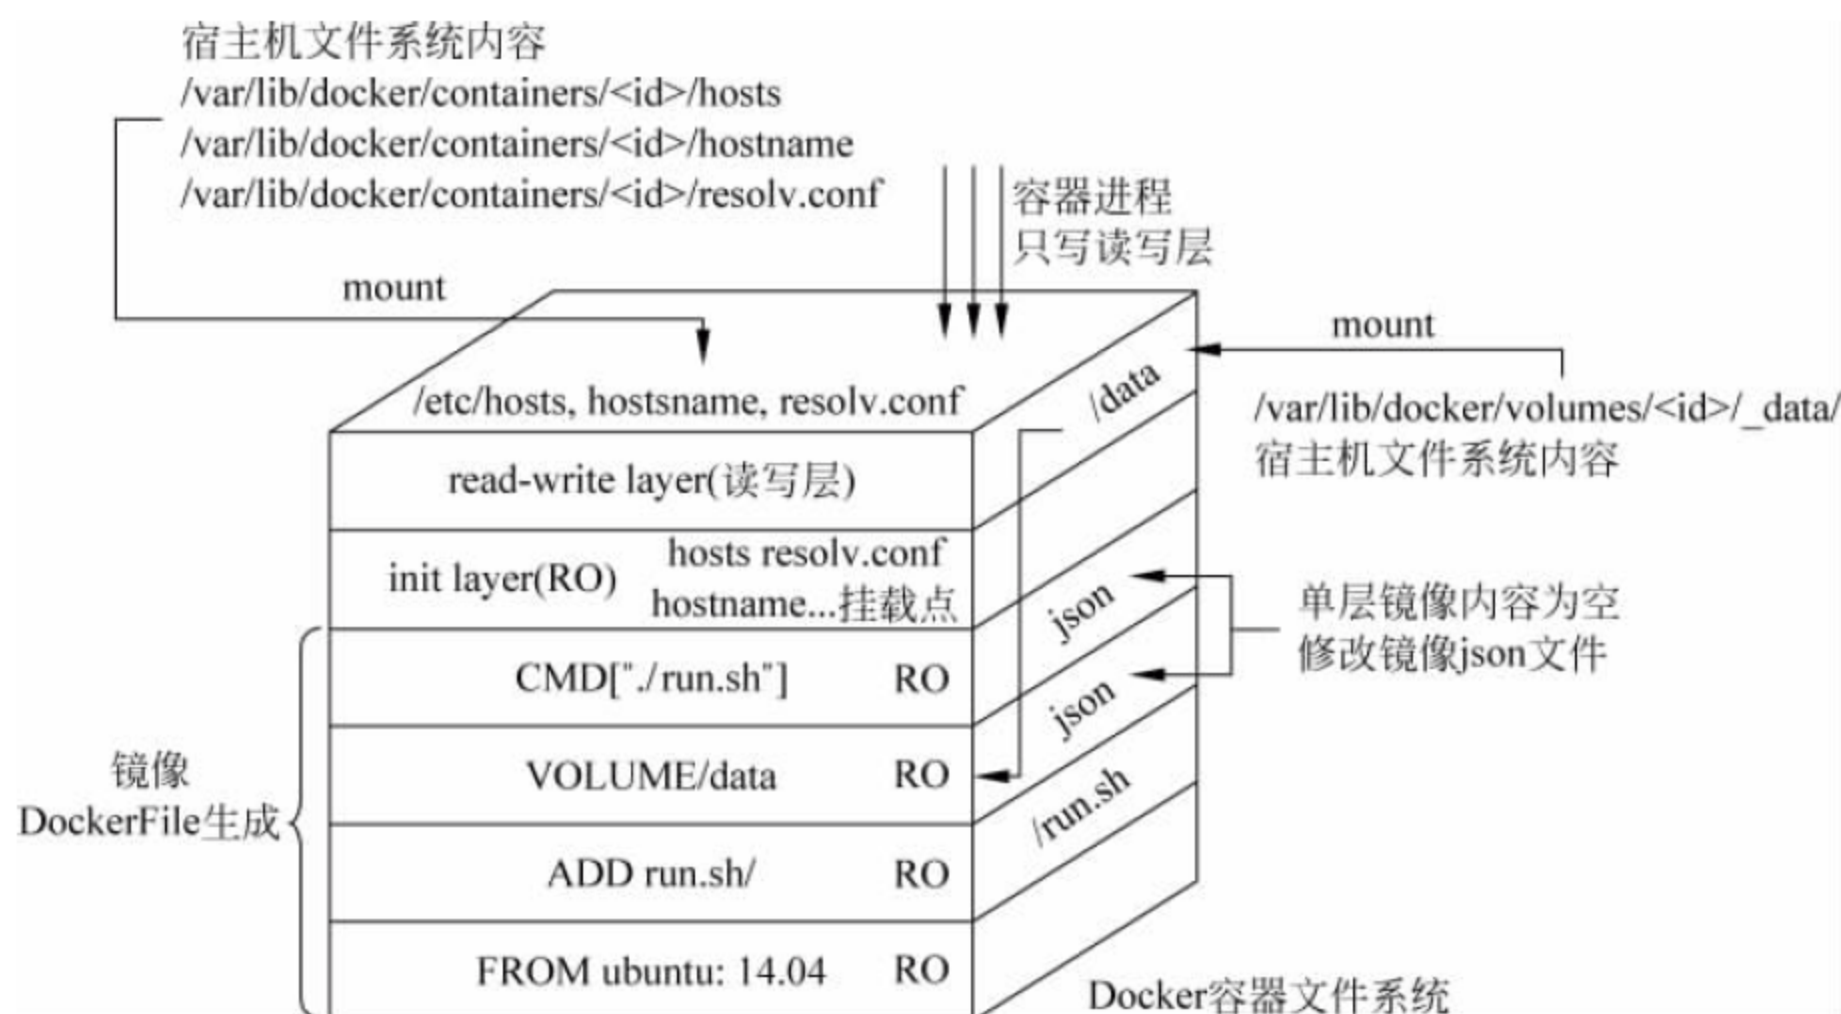 宿主机文件系统内容
/var/lib/docker/containers/<id>/hosts
/var/lib/docker/containers/<id>/hostname
/var/lib/docker/containers/<id>/resolv.conf
容器进程
只写读写层
mount
mount
/data
/etc/hosts, hostsname, resolv.conf
/var/lib/docker/volumes/<id>/_data/
宿主机文件系统内容
read-write layer(读写层)
init layer(RO)
hosts resolv.conf
hostname...挂载点
json
单层镜像内容为空
修改镜像json文件
CMD["./run.sh"] RO
json
镜像
DockerFile生成
VOLUME/data RO
/run.sh
ADD run.sh/ RO
FROM ubuntu: 14.04 RO
Docker容器文件系统